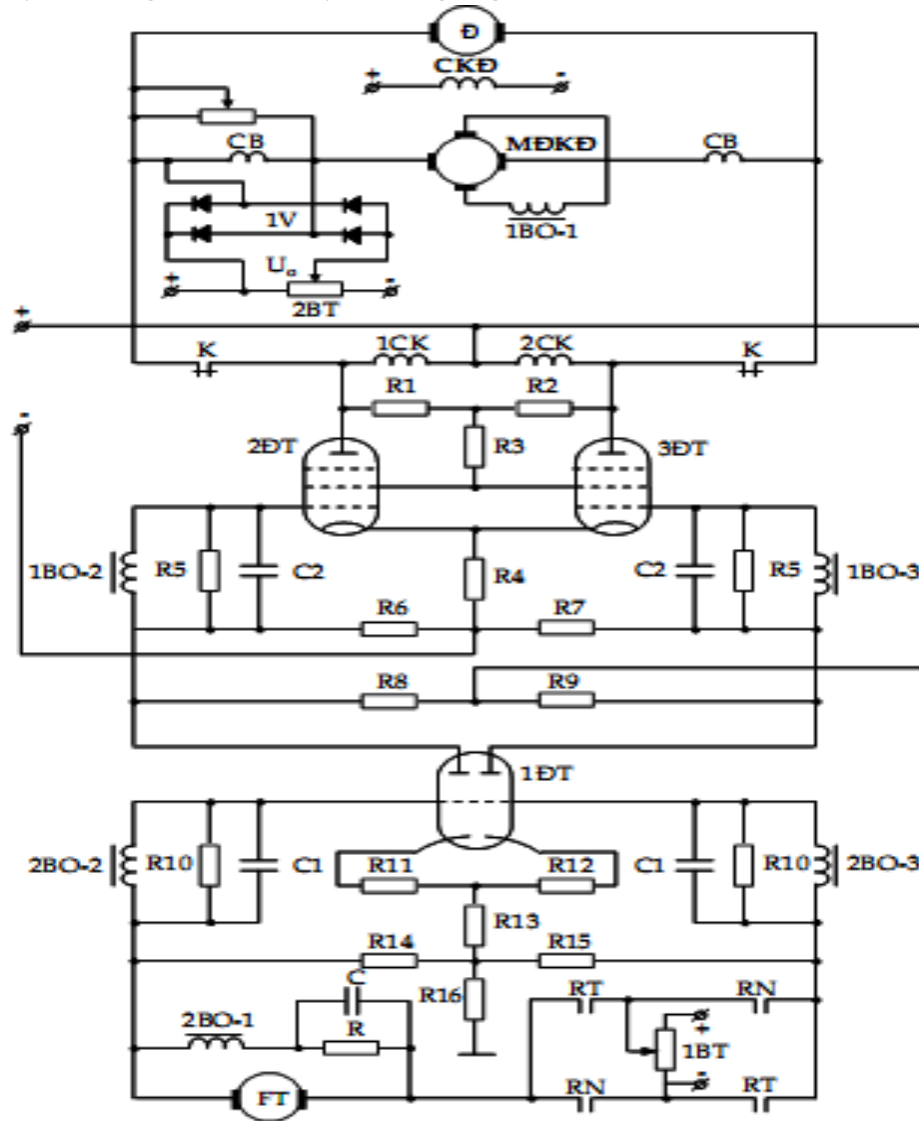 Đ
CKĐ
+ -
CB
MĐKĐ
CB
1V
1BO-1
U
+ -
2BT
+
K
1CK
2CK
K
R1
R2
-
2ĐT
R3
3ĐT
1BO-2
R5
C2
R4
C2
R5
1BO-3
R6
R7
R8
R9
1ĐT
2BO-2
R10
C1
R11
R12
C1
R10
2BO-3
R13
R14
R15
C
R16
RT
RN
2BO-1
R
+
1BT
-
FT
RN
RT